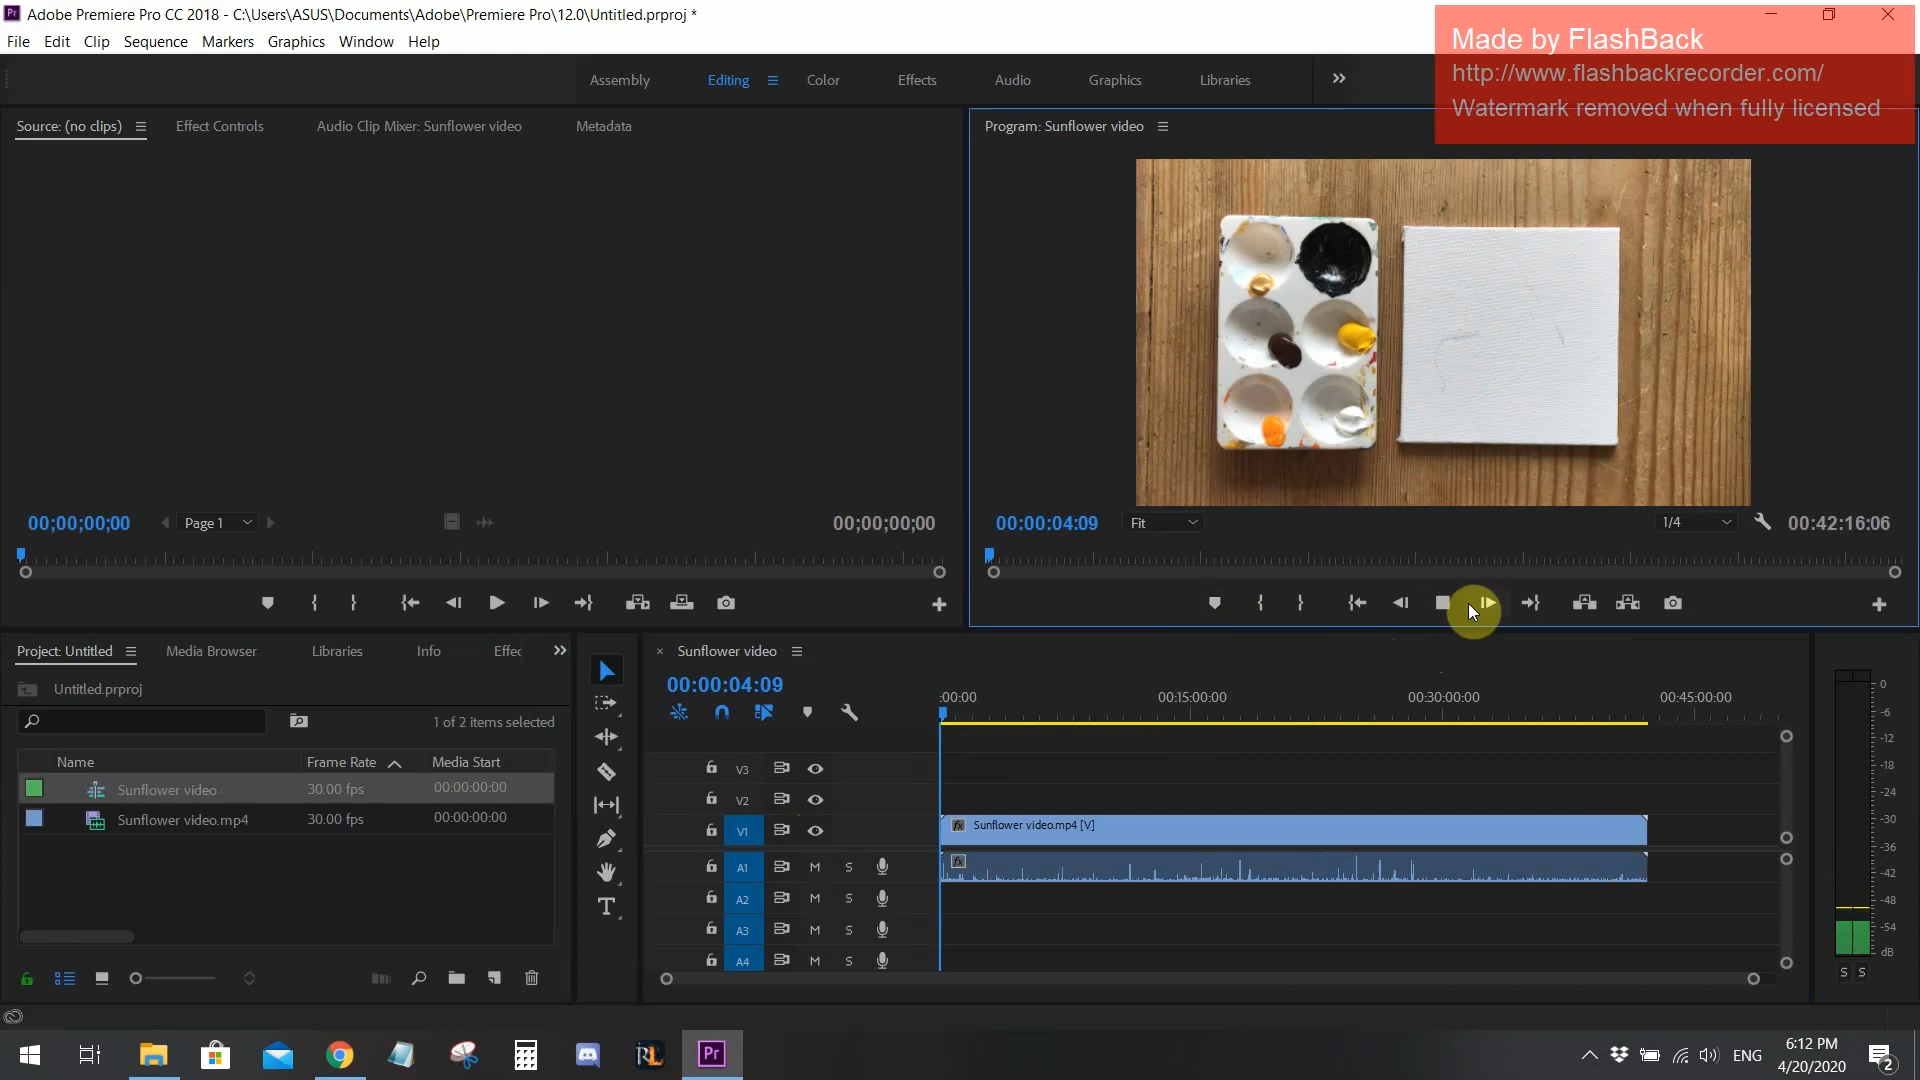 Adobe Premiere Pro CC 2018 - C:\Users\ASUS\Documents\Adobe\Premiere Pro\12.0\Untitled.prproj *
File Edit Clip Sequence Markers Graphics Window Help
Made by FlashBack
http://www.flashbackrecorder.com/
Watermark removed when fully licensed
Assembly Editing Color Effects Audio Graphics Libraries
Source: (no clips) Effect Controls Audio Clip Mixer: Sunflower video Metadata
Program: Sunflower video
00;00;00;00 Page 1 00;00;00;00
00:00:04:09 Fit 1/4 00:42:16:06
Project: Untitled Media Browser Libraries Info Effec
Untitled.prproj
1 of 2 items selected
Name Frame Rate Media Start
Sunflower video 30.00 fps 00:00:00:00
Sunflower video.mp4 30.00 fps 00:00:00:00
Sunflower video
00:00:04:09
:00:00 00:15:00:00 00:30:00:00 00:45:00:00
V3
V2
V1 fx Sunflower video.mp4 [V]
A1 M S fx
A2 M S
A3 M S
A4 M S
0
-6
-12
-18
-24
-30
-36
-42
-48
-54
dB
S S
T
Pr
RL
Pr
ENG
6:12 PM
4/20/2020
2